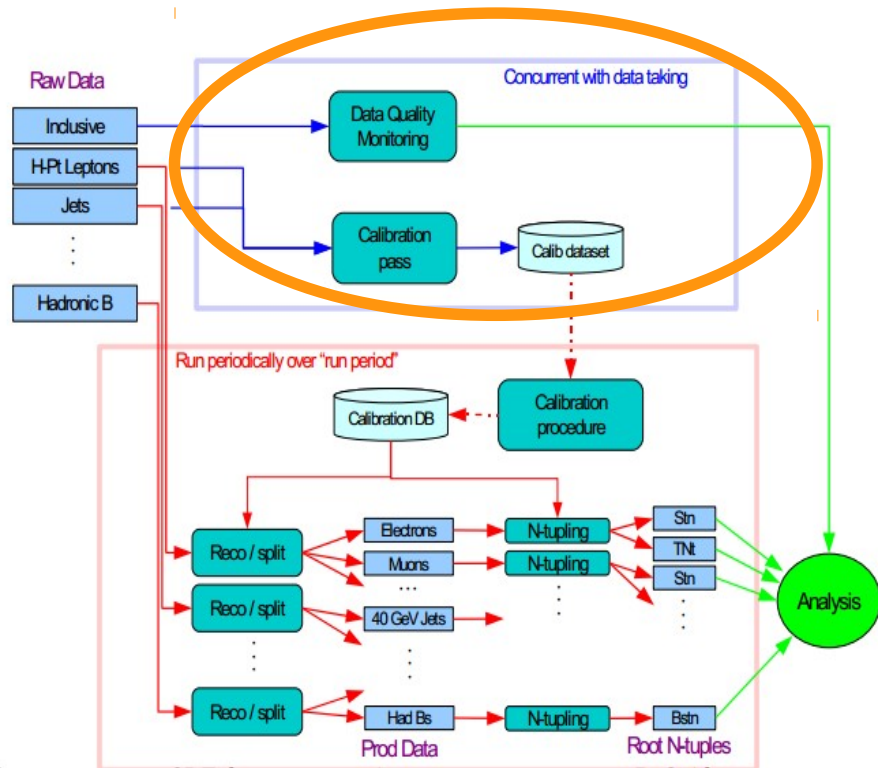 Raw Data
Concurrent with data taking
Inclusive
H-Pt Leptons
Jets
Hadronic B
Data Quality
Monitoring
Calibration
pass
Calib dataset
Run periodically over “run period”
Calibration DB
Calibration
procedure
Reco / split
Electrons
N-tupling
Stn
TNt
Muons
N-tupling
Stn
...
Reco / split
40 GeV Jets
Analysis
Reco / split
Had Bs
N-tupling
Bstn
Prod Data
Root N-tuples